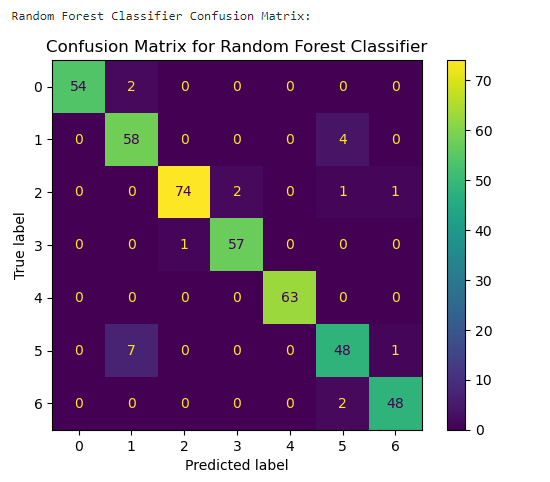 Random Forest Classifier Confusion Matrix:
Confusion Matrix for Random Forest Classifier
0 54 2 0 0 0 0 0
1 0 58 0 0 0 4 0
2 0 0 74 2 0 1 1
3 0 0 1 57 0 0 0
4 0 0 0 0 63 0 0
5 0 7 0 0 0 48 1
6 0 0 0 0 0 2 48
0 1 2 3 4 5 6
True label
Predicted label
70
60
50
40
30
20
10
0